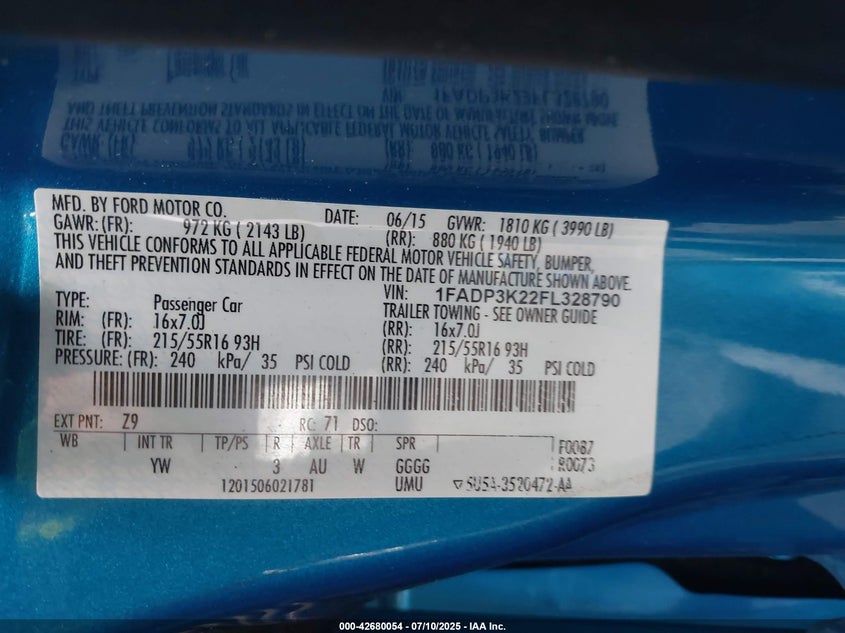 MFD. BY FORD MOTOR CO. DATE: 06/15 GVWR: 1810 KG ( 3990 LB)
GAWR: (FR): 972 KG ( 2143 LB) (RR): 880 KG ( 1940 LB)
THIS VEHICLE CONFORMS TO ALL APPLICABLE FEDERAL MOTOR VEHICLE SAFETY, BUMPER,
AND THEFT PREVENTION STANDARDS IN EFFECT ON THE DATE OF MANUFACTURE SHOWN ABOVE.
VIN: 1FADP3K22FL328790
TYPE: Passenger Car TRAILER TOWING - SEE OWNER GUIDE
RIM: (FR): 16x7.0J (RR): 16x7.0J
TIRE: (FR): 215/55R16 93H (RR): 215/55R16 93H
PRESSURE: (FR): 240 kPa/ 35 PSI COLD (RR): 240 kPa/ 35 PSI COLD
EXT PNT: Z9 RC: 71 DSO:
WB INT TR TP/PS R AXLE TR SPR F0087
YW 3 AU W GGGG R0073
1201506021781 UMU ▽5U5A-3520472-AA
000-42680054 - 07/10/2025 - IAA Inc.